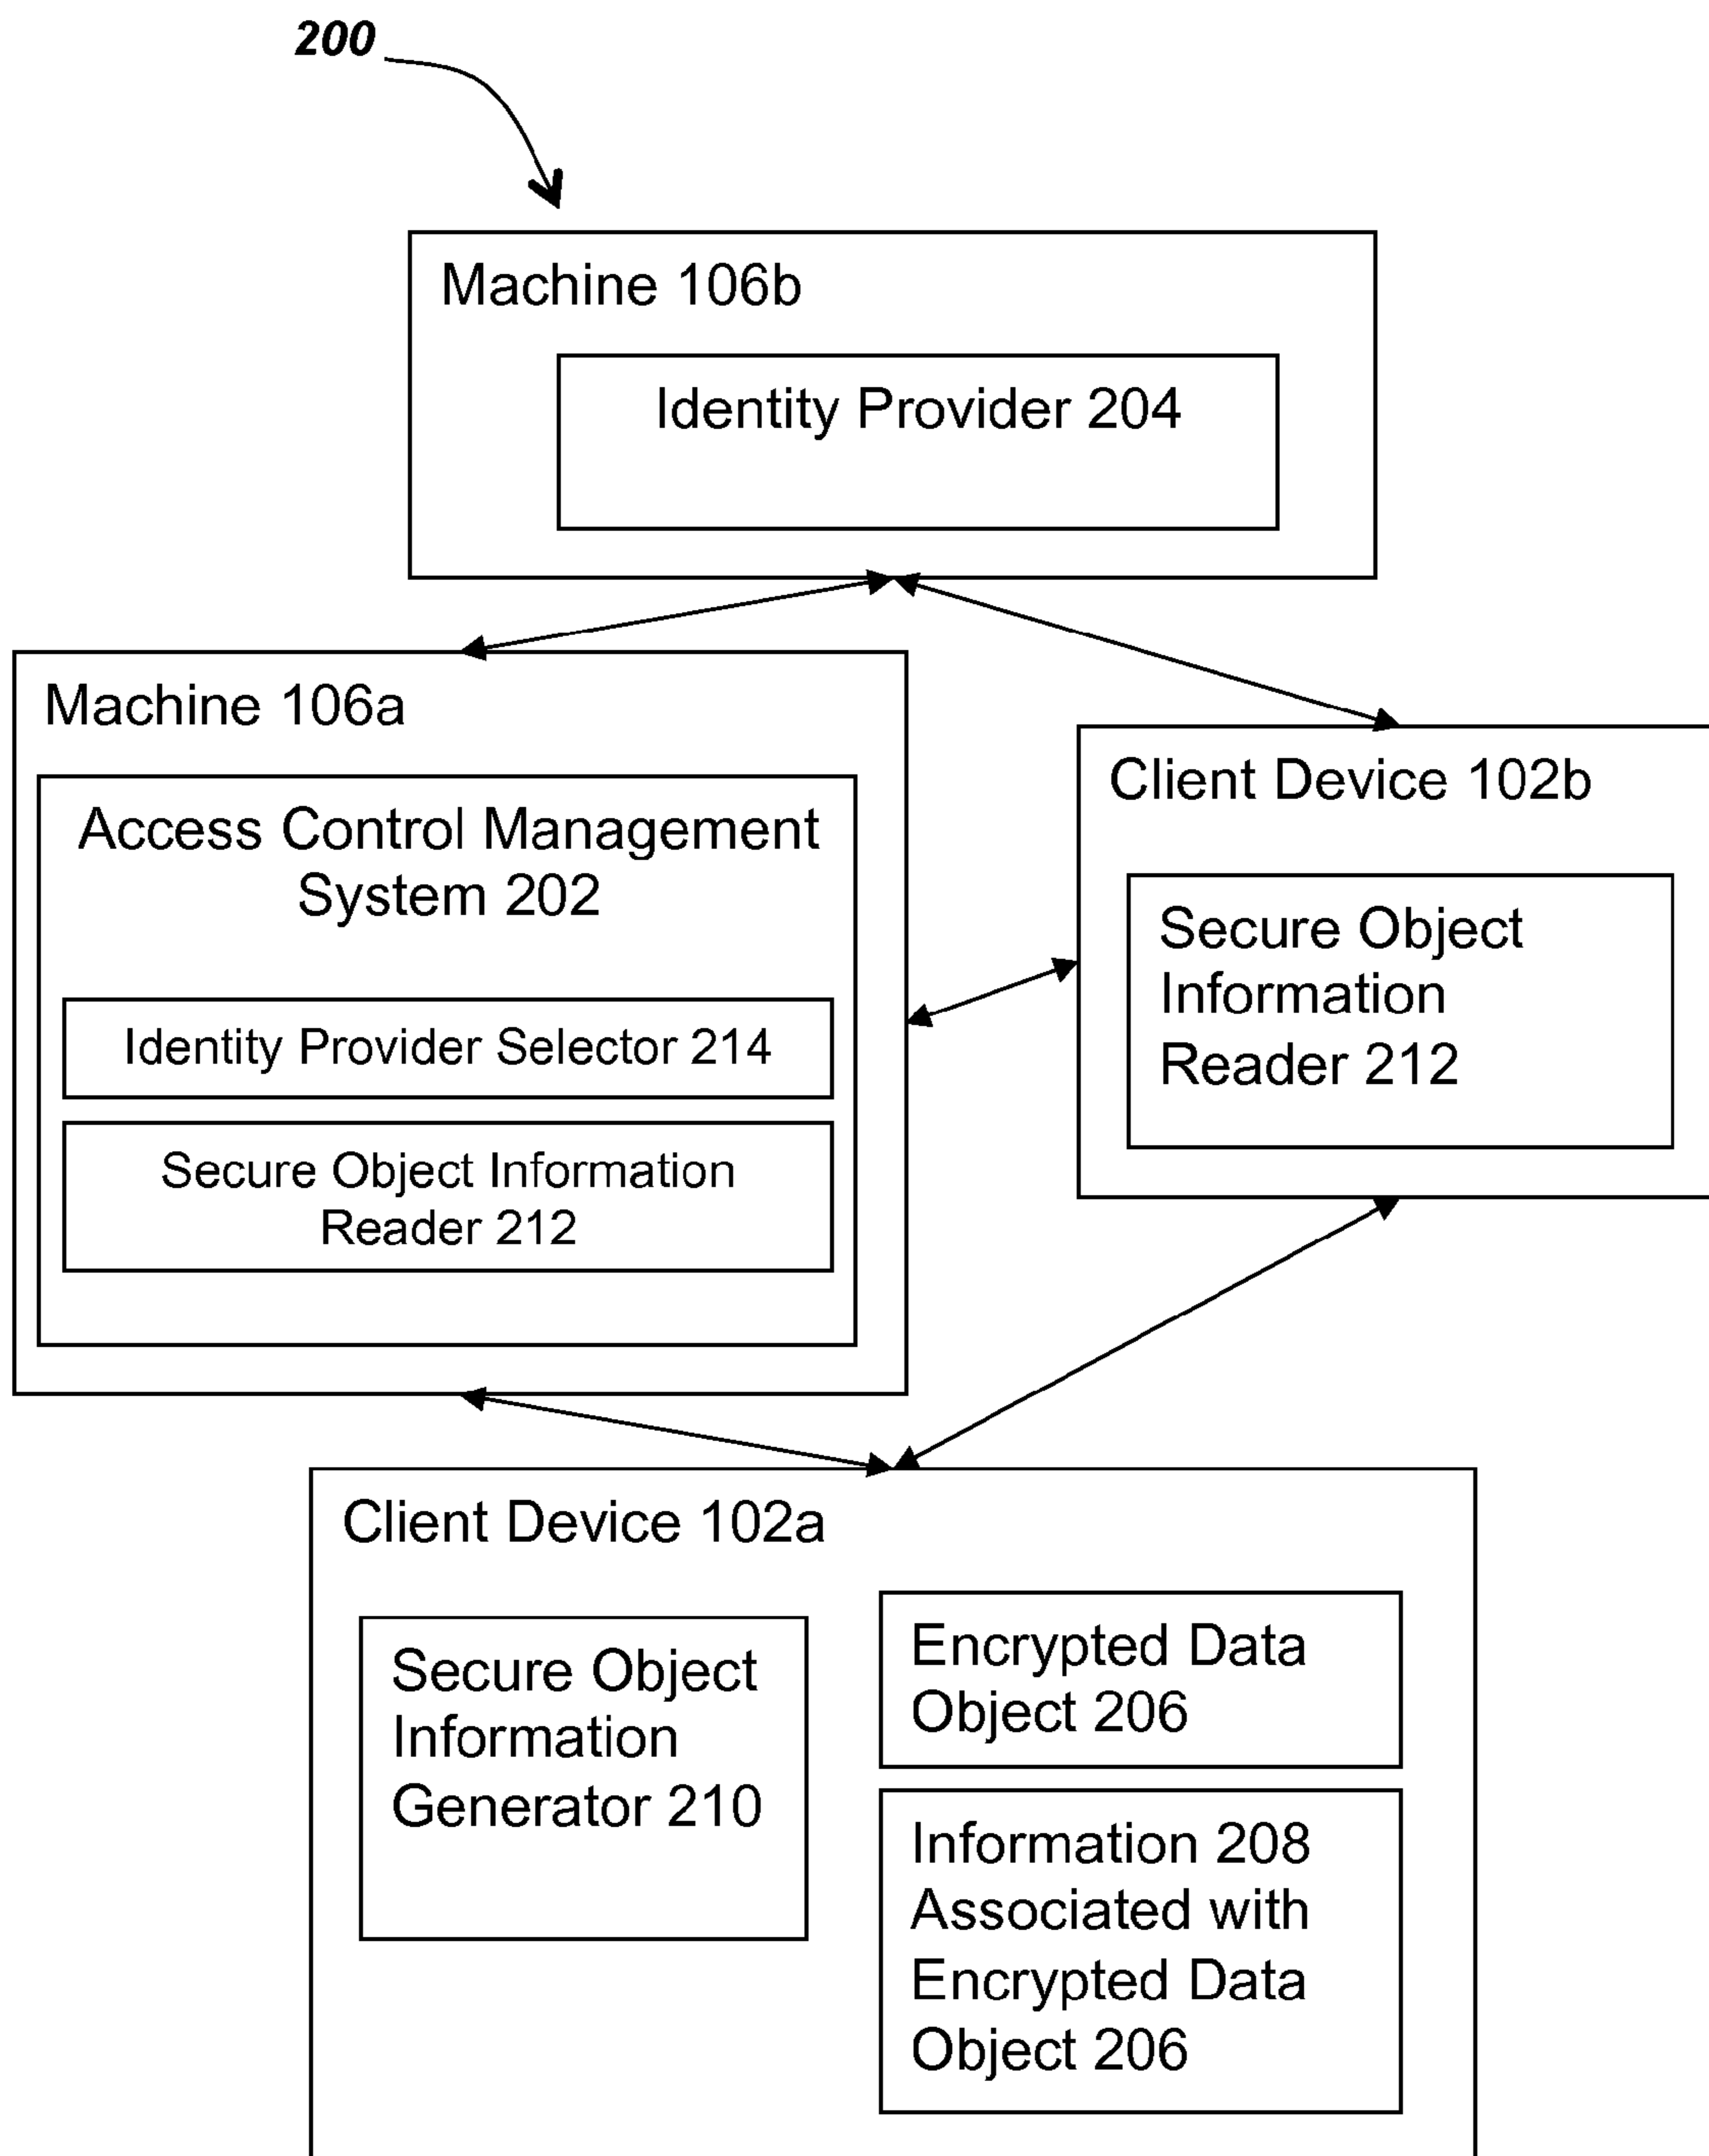 200
Machine 106b
Identity Provider 204
Machine 106a
Access Control Management
System 202
Identity Provider Selector 214
Secure Object Information
Reader 212
Client Device 102b
Secure Object
Information
Reader 212
Client Device 102a
Secure Object
Information
Generator 210
Encrypted Data
Object 206
Information 208
Associated with
Encrypted Data
Object 206